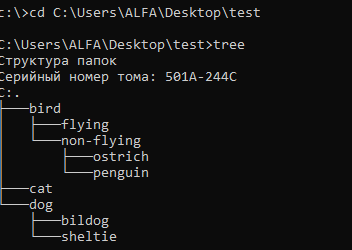 c:\>cd C:\Users\ALFA\Desktop\test
C:\Users\ALFA\Desktop\test>tree
Структура папок
Серийный номер тома: 501A-244C
C:.
├───bird
│   ├───flying
│   └───non-flying
│       ├───ostrich
│       └───penguin
├───cat
└───dog
    ├───bildog
    └───sheltie